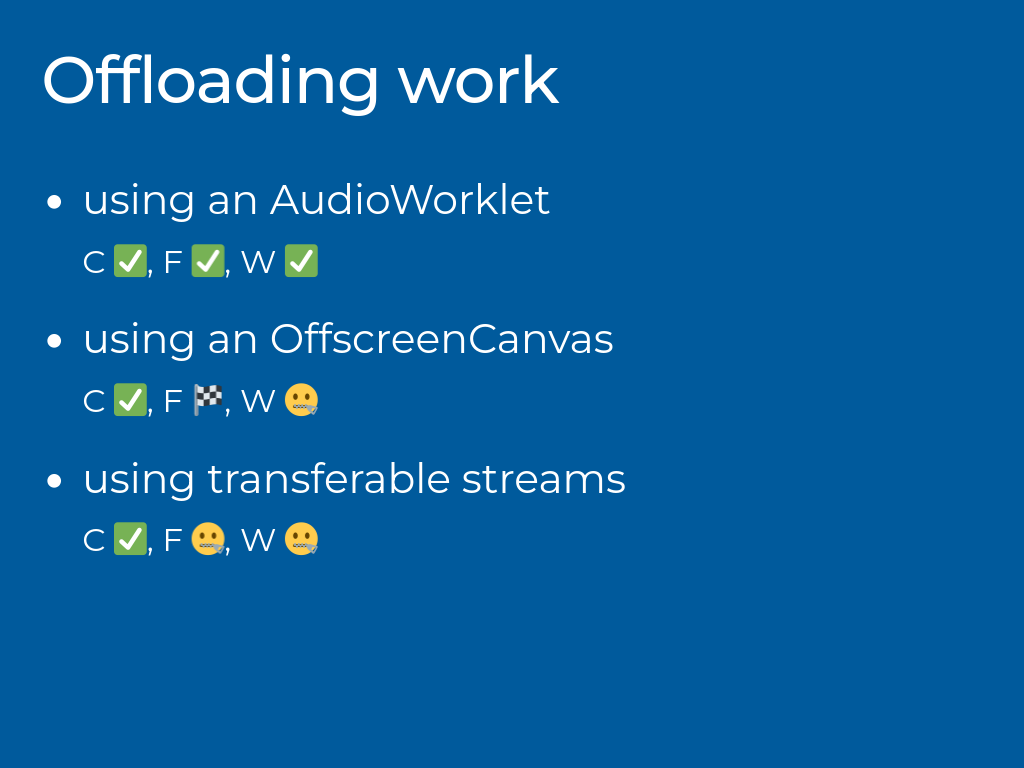 Offloading work
• using an AudioWorklet
C ✅, F ✅, W ✅
• using an OffscreenCanvas
C ✅, F 🏁, W 🤐
• using transferable streams
C ✅, F 🤐, W 🤐